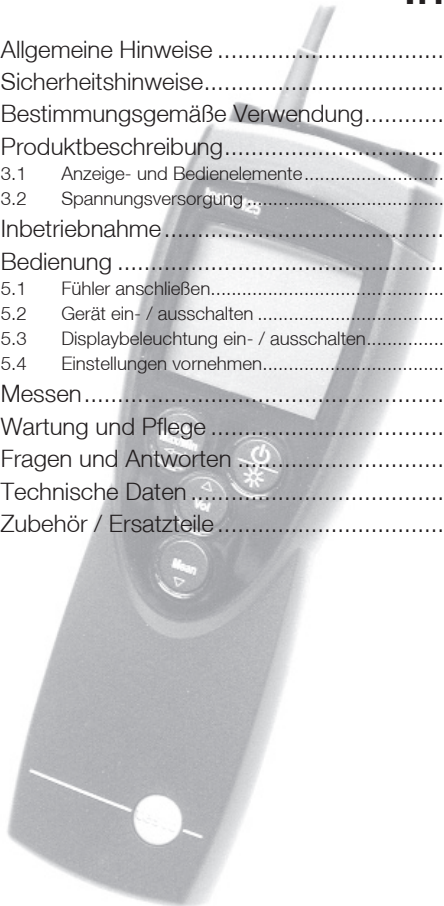 Allgemeine Hinweise ..................................
Sicherheitshinweise....................................
Bestimmungsgemäße Verwendung............
Produktbeschreibung.................................
3.1 Anzeige- und Bedienelemente.........................
3.2 Spannungsversorgung ...................................
Inbetriebnahme..........................................
Bedienung .................................................
5.1 Fühler anschließen..........................................
5.2 Gerät ein- / ausschalten .................................
5.3 Displaybeleuchtung ein- / ausschalten...............
5.4 Einstellungen vornehmen.................................
Messen......................................................
Wartung und Pflege ...................................
Fragen und Antworten ...............................
Technische Daten ......................................
Zubehör / Ersatzteile ..................................
Vol
Mean